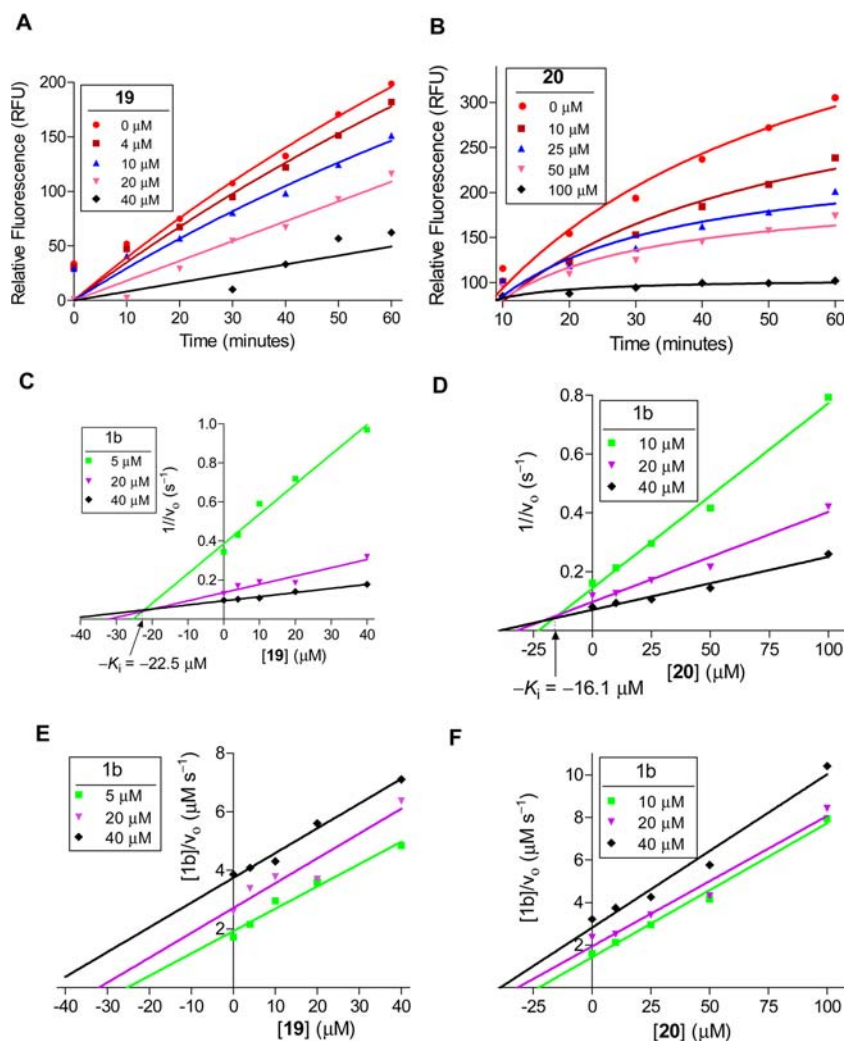 A
Relative Fluorescence (RFU)
200
150
100
50
0
19
0 μM
4 μM
10 μM
20 μM
40 μM
0
10
20
30
40
50
60
Time (minutes)
B
Relative Fluorescence (RFU)
300
250
200
150
100
20
0 μM
10 μM
25 μM
50 μM
100 μM
10
20
30
40
50
60
Time (minutes)
C
1b
5 μM
20 μM
40 μM
1//vₒ (s⁻¹)
1.0
0.8
0.6
0.4
0.2
-40
-30
-20
-10
0
10
20
30
40
[19] (μM)
−Kᵢ = −22.5 μM
D
1b
10 μM
20 μM
40 μM
1//vₒ (s⁻¹)
0.8
0.6
0.4
0.2
-25
0
25
50
75
100
[20] (μM)
−Kᵢ = −16.1 μM
E
1b
5 μM
20 μM
40 μM
[1b]/vₒ (μM s⁻¹)
8
6
4
2
-40
-30
-20
-10
0
10
20
30
40
[19] (μM)
F
1b
10 μM
20 μM
40 μM
[1b]/vₒ (μM s⁻¹)
10
8
6
4
2
-25
0
25
50
75
100
[20] (μM)